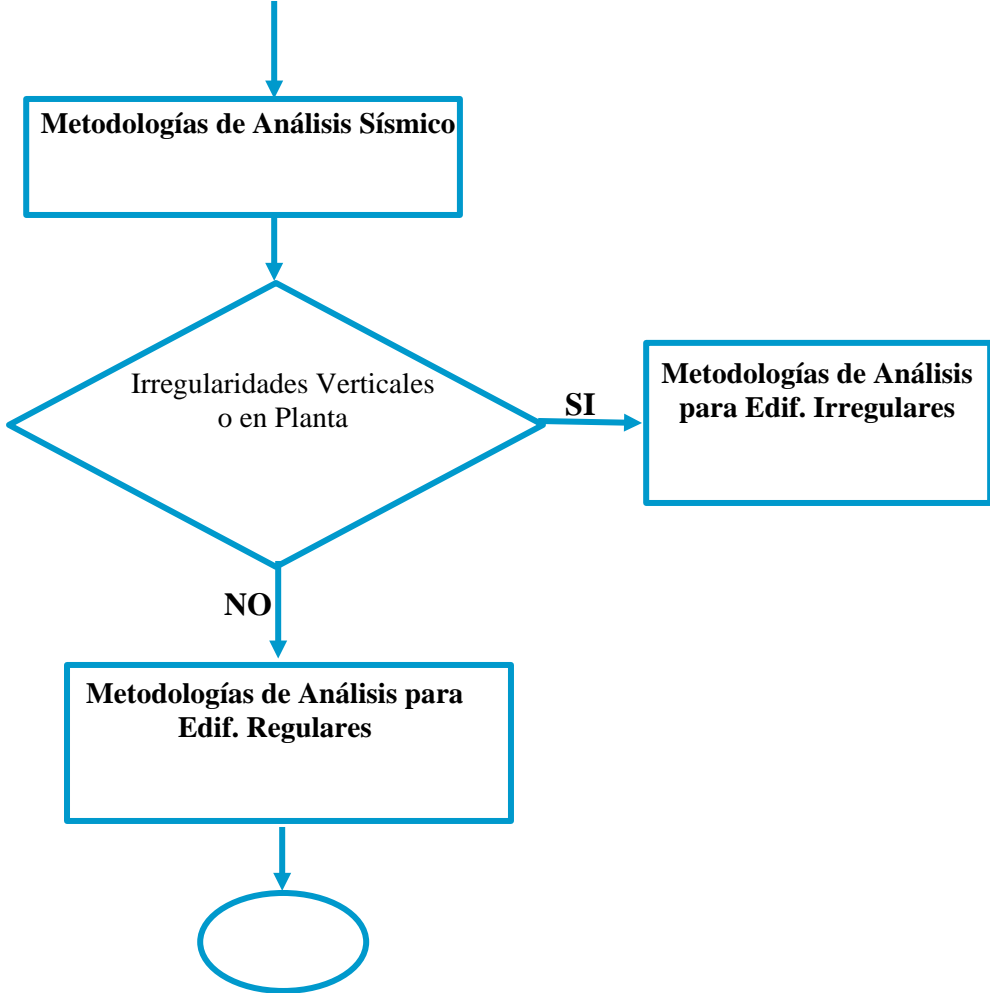 Metodologías de Análisis Sísmico
Irregularidades Verticales
o en Planta
SI
Metodologías de Análisis
para Edif. Irregulares
NO
Metodologías de Análisis para
Edif. Regulares